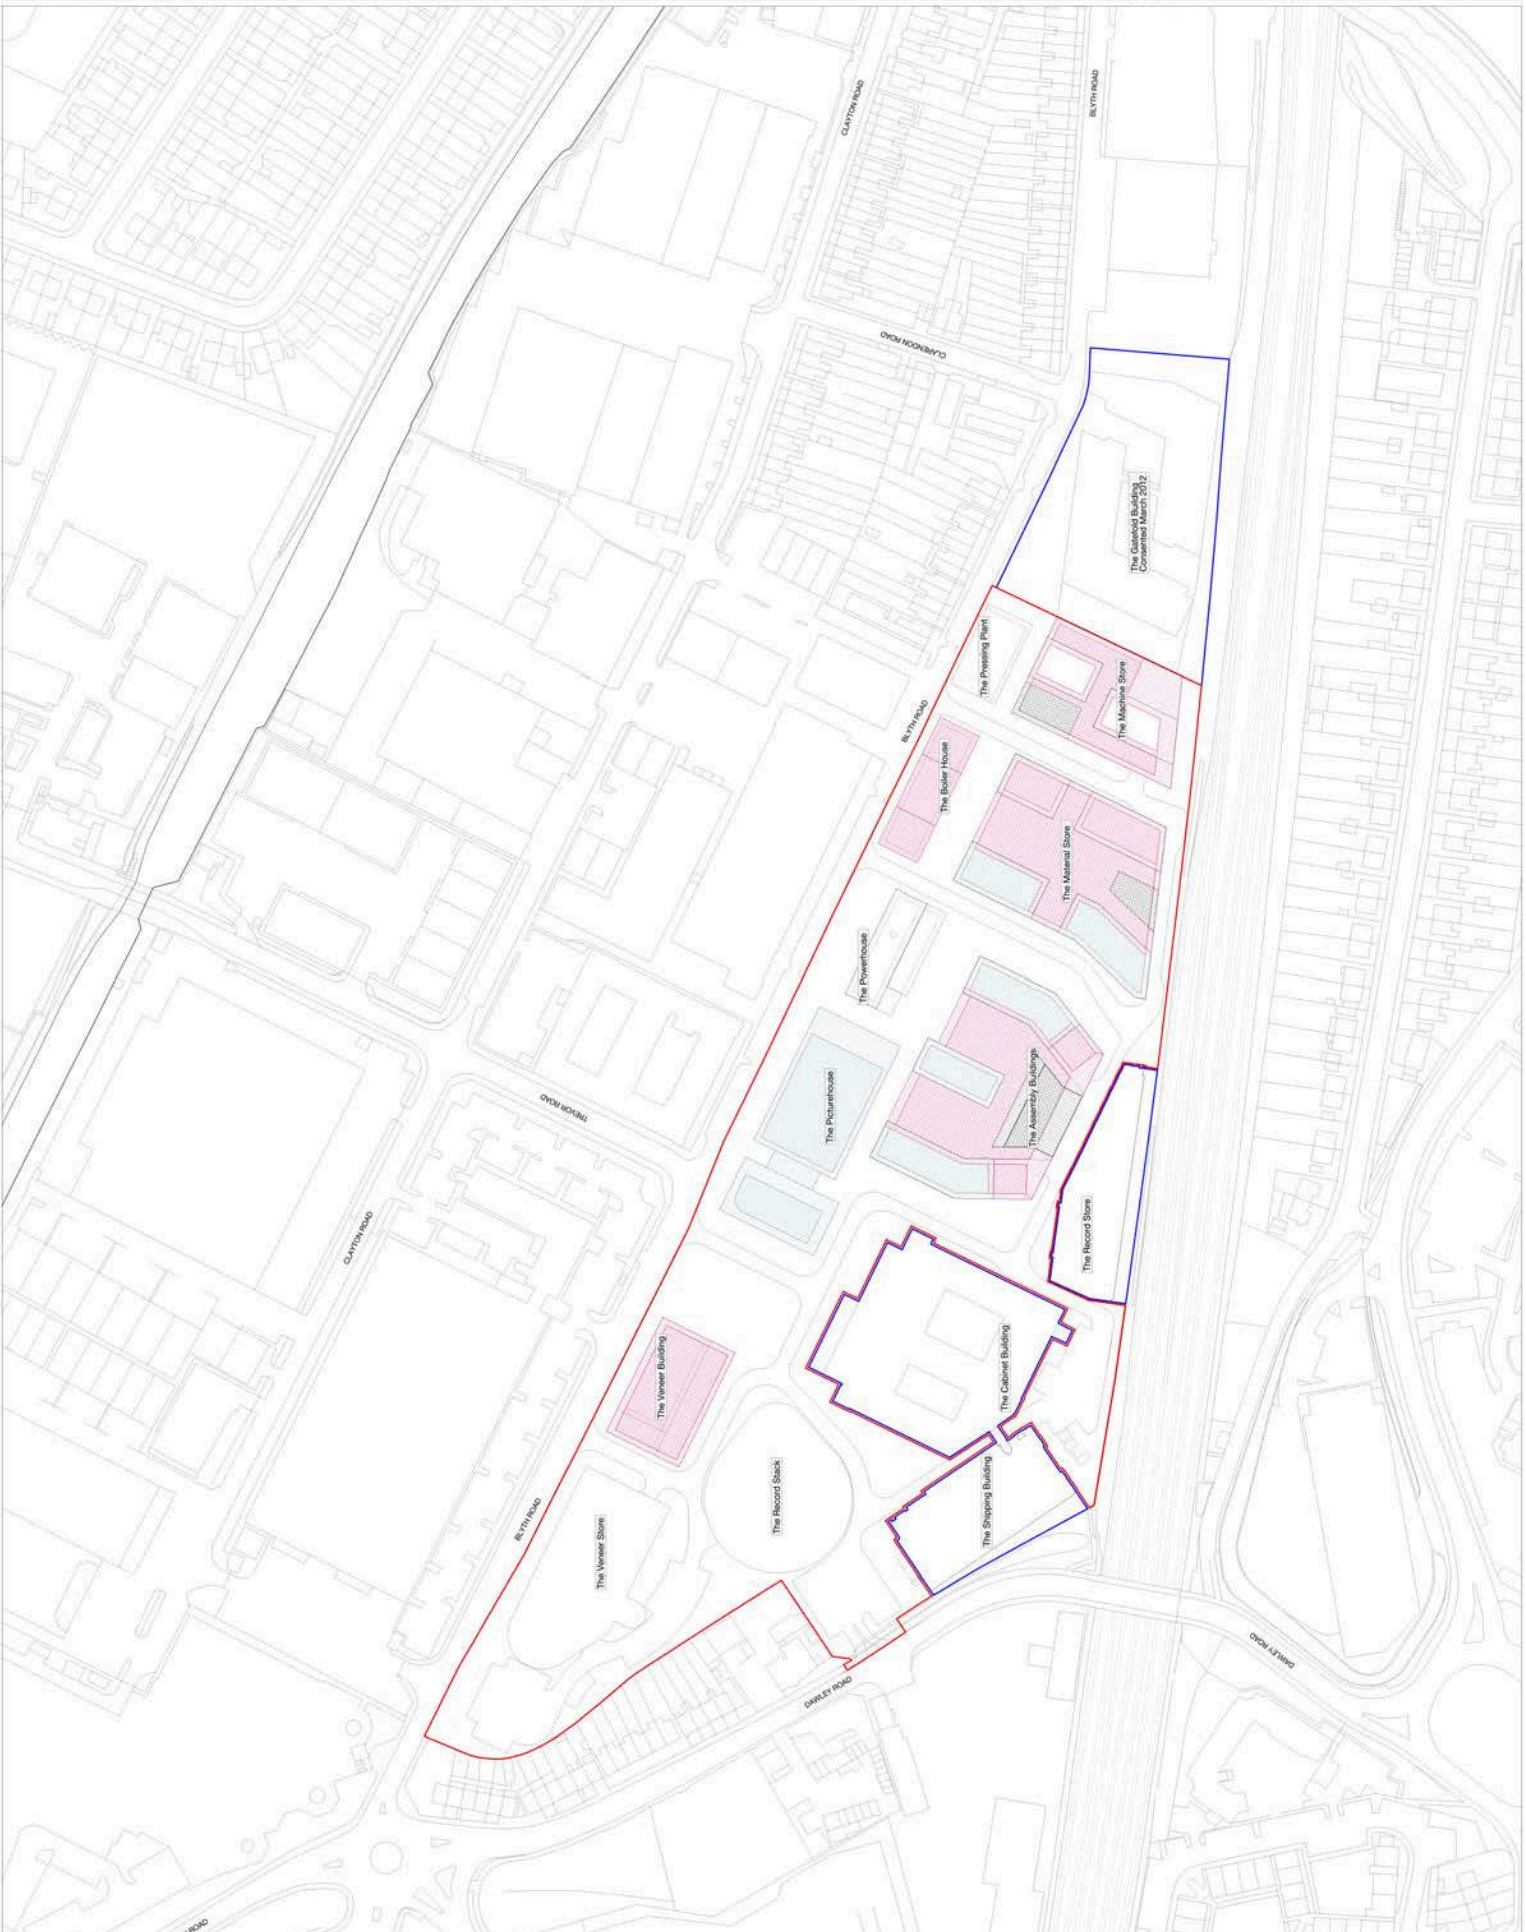 CLAYTON ROAD
BLYTH ROAD
CLARENDON ROAD
The Gatefold Building
Consented March 2012
The Pressing Plant
The Machine Store
BLYTH ROAD
The Boiler House
The Material Store
The Powerhouse
The Picturehouse
The Assembly Buildings
TREVOR ROAD
CLAYTON ROAD
The Record Store
The Veneer Building
The Cabinet Building
The Record Stack
The Shipping Building
BLYTH ROAD
The Veneer Store
DAWLEY ROAD
DAWLEY ROAD
ROAD